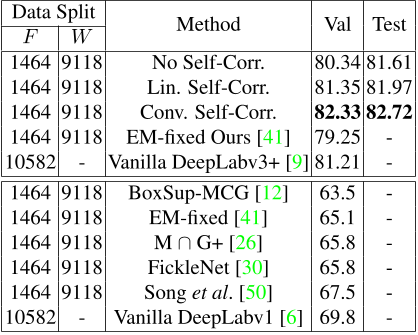 Data Split Method Val Test
F W
1464 9118 No Self-Corr. 80.34 81.61
1464 9118 Lin. Self-Corr. 81.35 81.97
1464 9118 Conv. Self-Corr. 82.33 82.72
1464 9118 EM-fixed Ours [41] 79.25 -
10582 - Vanilla DeepLabv3+ [9] 81.21 -
1464 9118 BoxSup-MCG [12] 63.5 -
1464 9118 EM-fixed [41] 65.1 -
1464 9118 M ∩ G+ [26] 65.8 -
1464 9118 FickleNet [30] 65.8 -
1464 9118 Song et al. [50] 67.5 -
10582 - Vanilla DeepLabv1 [6] 69.8 -